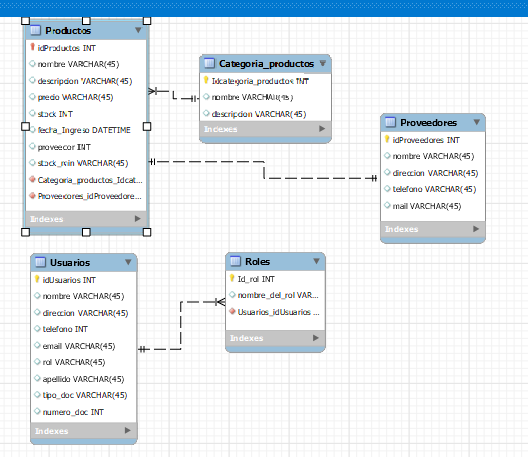 Productos
idProductos INT
nombre VARCHAR(45)
descripcion VARCHAR(45)
precio VARCHAR(45)
stock INT
fecha_Ingreso DATETIME
proveecor INT
stock_min VARCHAR(45)
Categoria_productos_Idcat...
Proveecores_idProveedore...
Indexes
Categoria_productos
Idcategoria_productos INT
nombre VARCHAR(45)
descripcion VARCHAR(45)
Indexes
Proveedores
idProveedores INT
nombre VARCHAR(45)
direccion VARCHAR(45)
telefono VARCHAR(45)
mail VARCHAR(45)
Indexes
Usuarios
idUsuarios INT
nombre VARCHAR(45)
direccion VARCHAR(45)
telefono INT
email VARCHAR(45)
rol VARCHAR(45)
apellido VARCHAR(45)
tipo_doc VARCHAR(45)
numero_doc INT
Indexes
Roles
Id_rol INT
nombre_del_rol VAR...
Usuarios_idUsuarios ...
Indexes